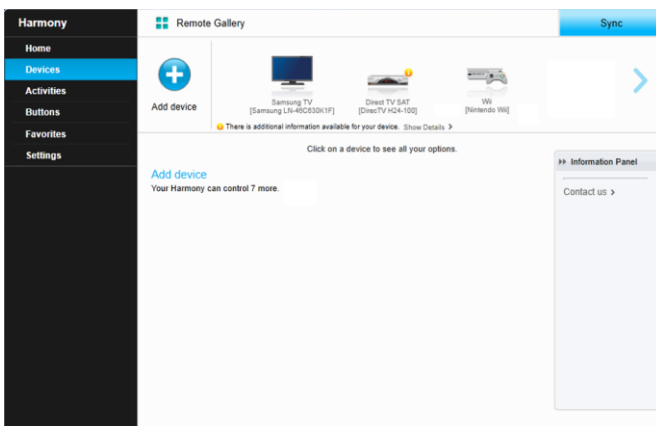 Harmony
Remote Gallery
Sync
Home
Devices
Activities
Buttons
Favorites
Settings
Add device
Samsung TV
[Samsung LN-46C630K1F]
Direct TV SAT
[DirecTV H24-100]
Wii
[Nintendo Wii]
There is additional information available for your device. Show Details >
Click on a device to see all your options.
Add device
Your Harmony can control 7 more.
Information Panel
Contact us >